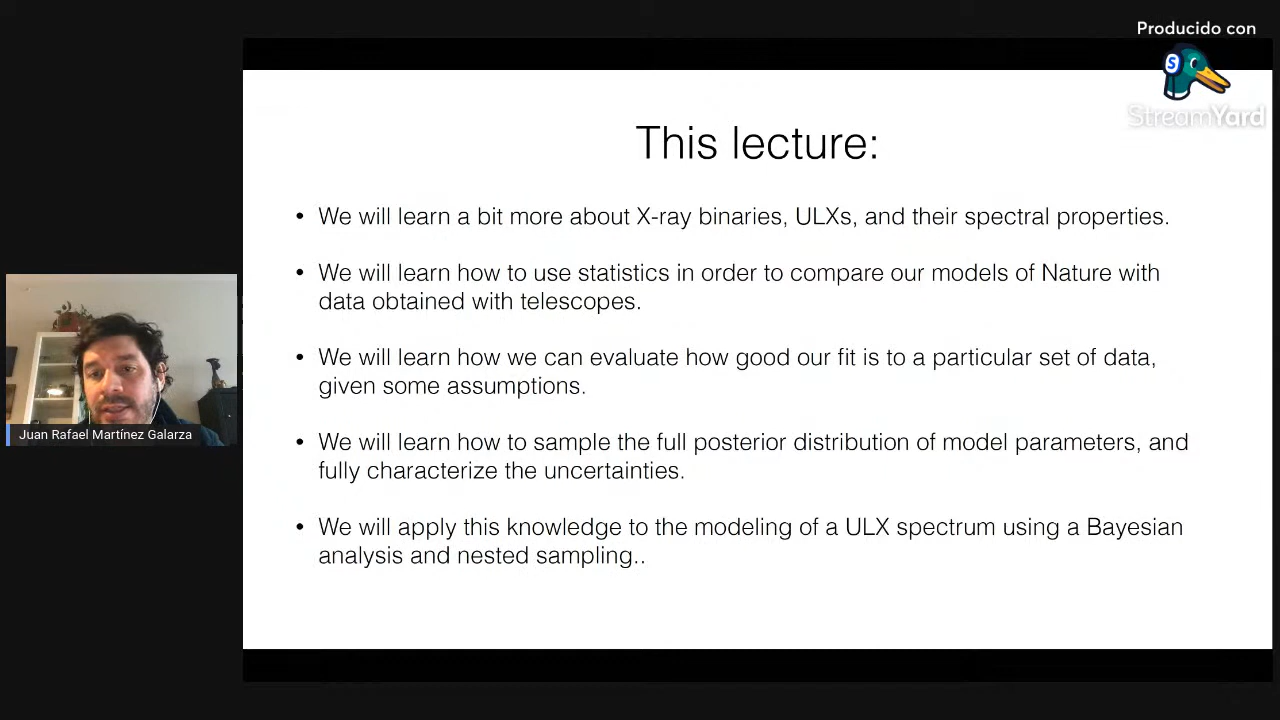 Producido con
StreamYard
This lecture:
• We will learn a bit more about X-ray binaries, ULXs, and their spectral properties.
• We will learn how to use statistics in order to compare our models of Nature with
data obtained with telescopes.
• We will learn how we can evaluate how good our fit is to a particular set of data,
given some assumptions.
• We will learn how to sample the full posterior distribution of model parameters, and
fully characterize the uncertainties.
• We will apply this knowledge to the modeling of a ULX spectrum using a Bayesian
analysis and nested sampling..
Juan Rafael Martínez Galarza